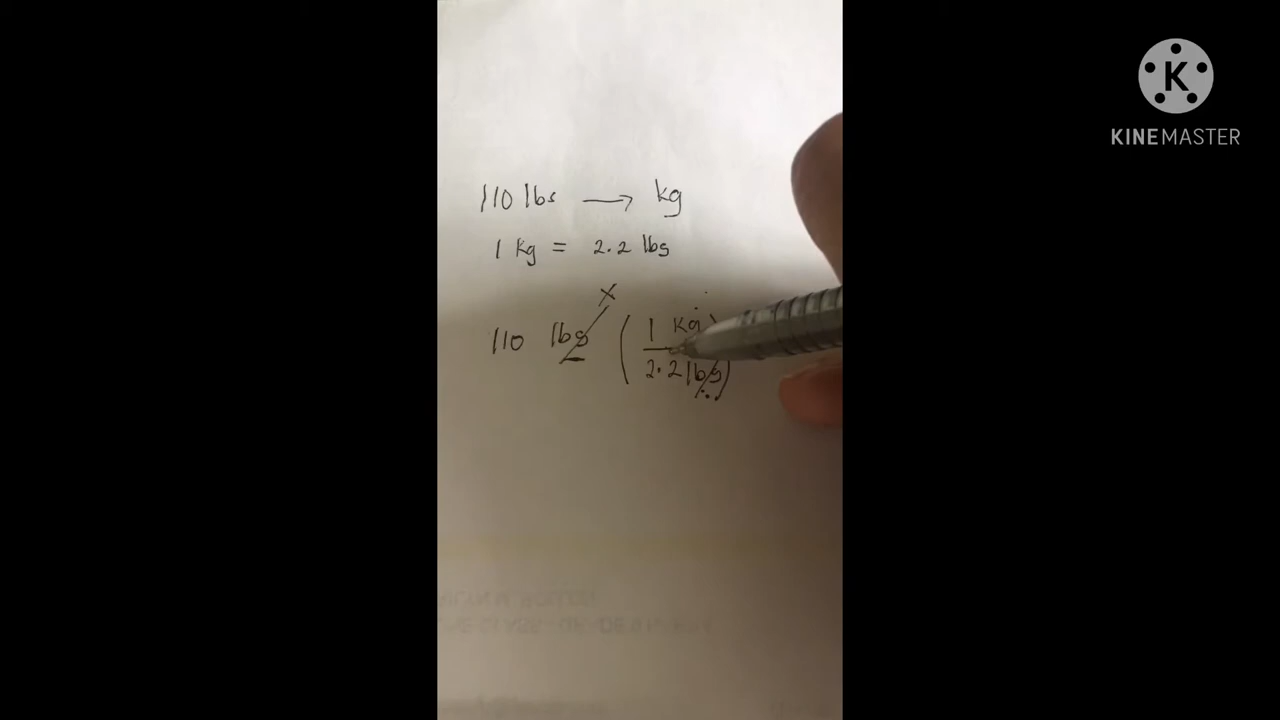 KINEMASTER
110 lbs → kg
1 kg = 2.2 lbs
110 lbs x (1 kg / 2.2 lbs)